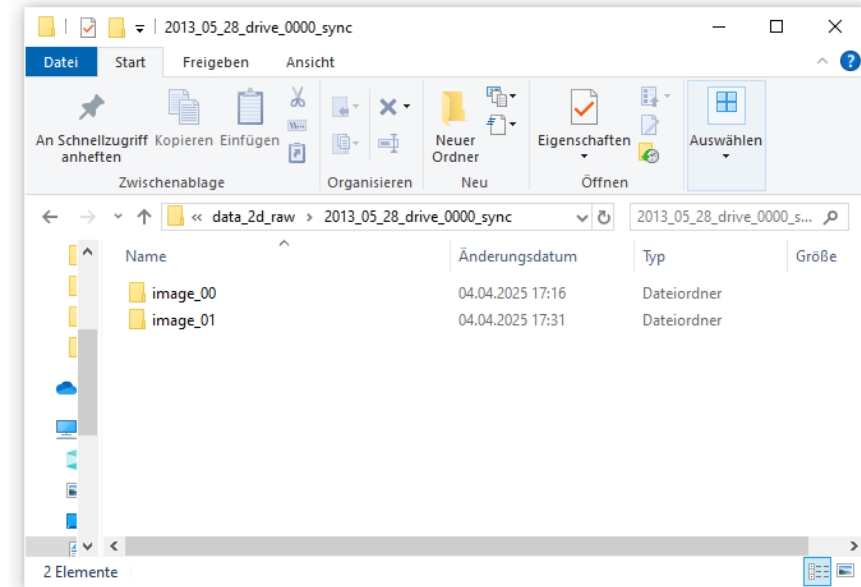 2013_05_28_drive_0000_sync
Datei Start Freigeben Ansicht
An Schnellzugriff anheften
Kopieren Einfügen
Neuer Ordner
Eigenschaften
Auswählen
Zwischenablage Organisieren Neu Öffnen
« data_2d_raw > 2013_05_28_drive_0000_sync
2013_05_28_drive_0000_s...
Name Änderungsdatum Typ Größe
image_00 04.04.2025 17:16 Dateiordner
image_01 04.04.2025 17:31 Dateiordner
2 Elemente